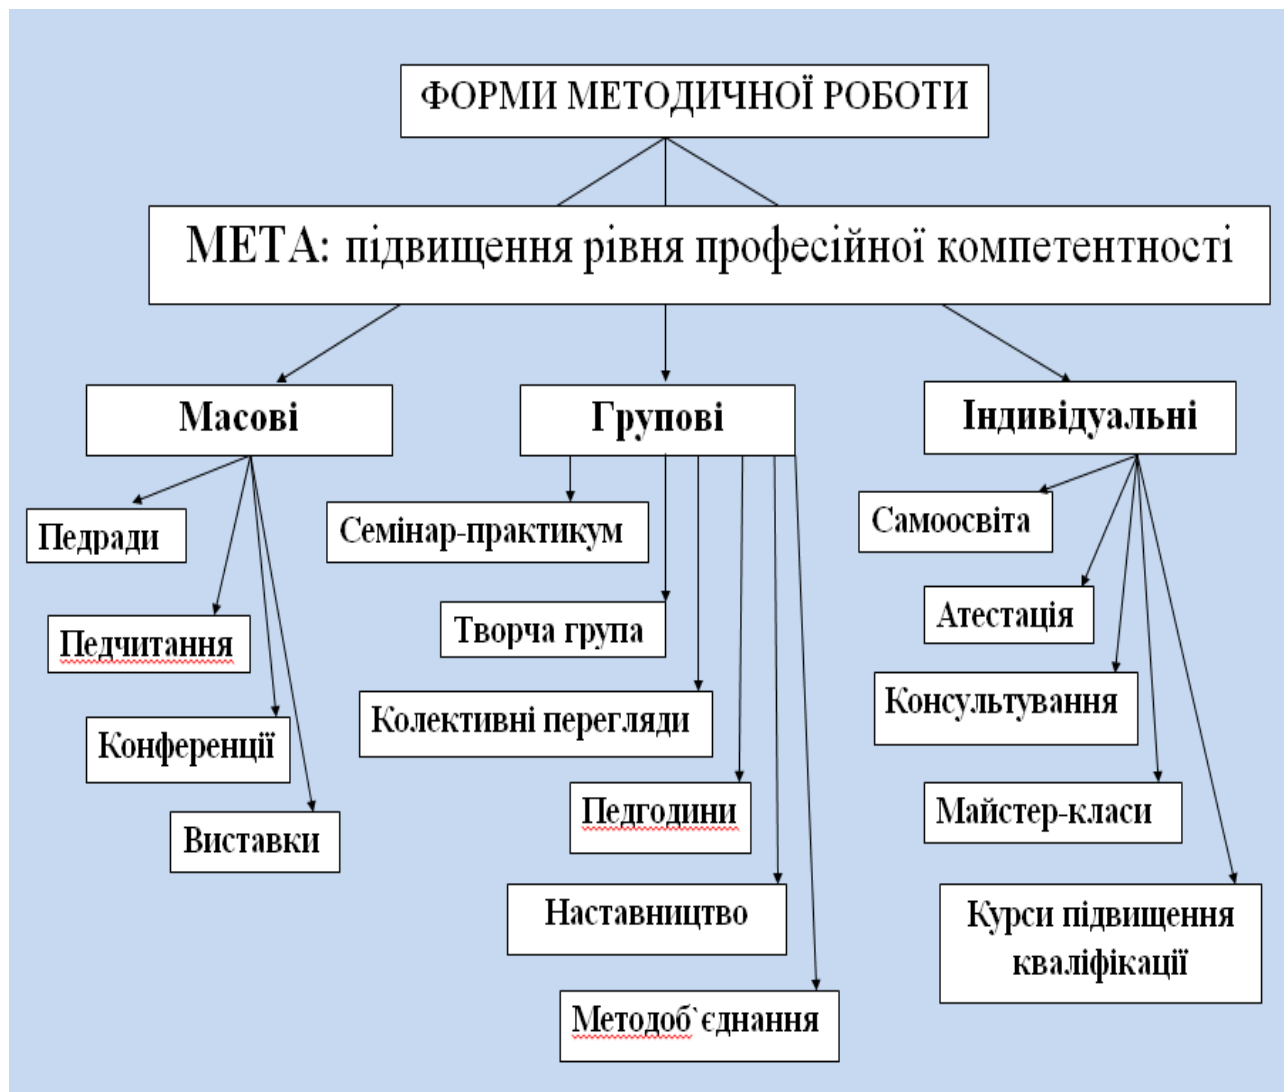 ФОРМИ МЕТОДИЧНОЇ РОБОТИ
МЕТА: підвищення рівня професійної компетентності
Масові
Педради
Педчитання
Конференції
Виставки
Групові
Семінар-практикум
Творча група
Колективні перегляди
Педгодини
Наставництво
Методоб`єднання
Індивідуальні
Самоосвіта
Атестація
Консультування
Майстер-класи
Курси підвищення
кваліфікації